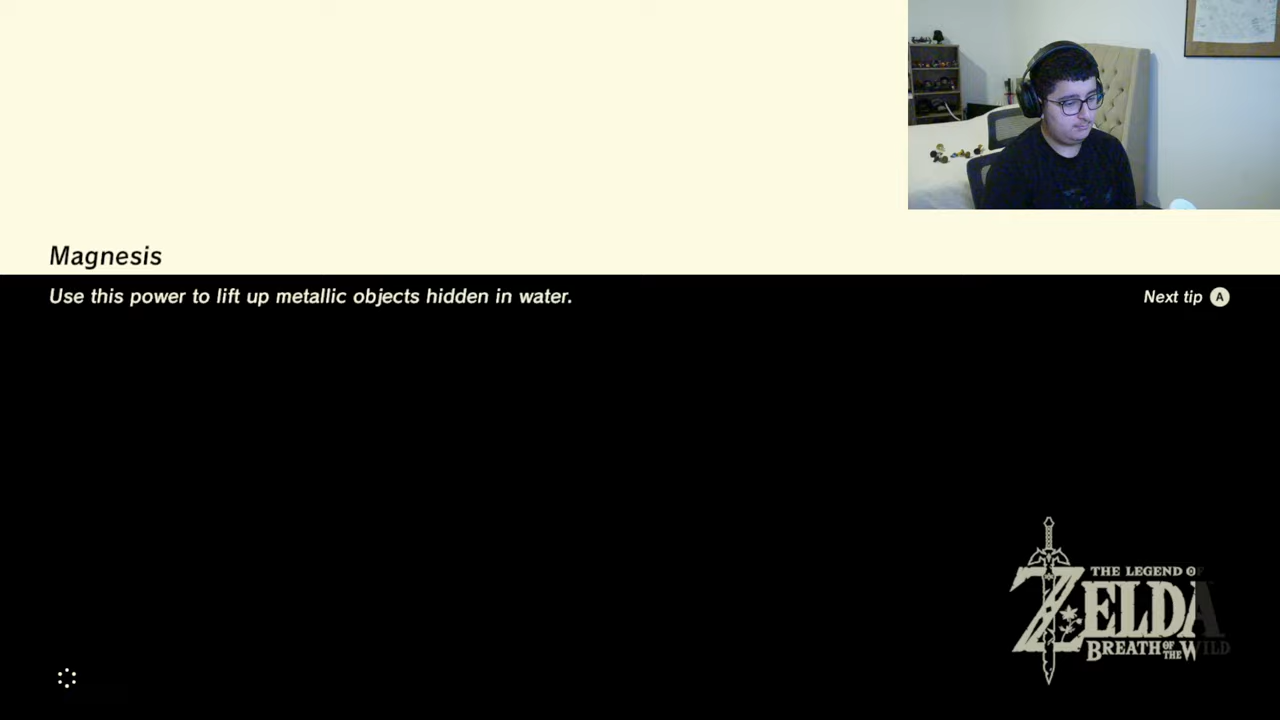 Magnesis
Use this power to lift up metallic objects hidden in water.
Next tip A
THE LEGEND OF
ZELDA
BREATH OF THE WILD